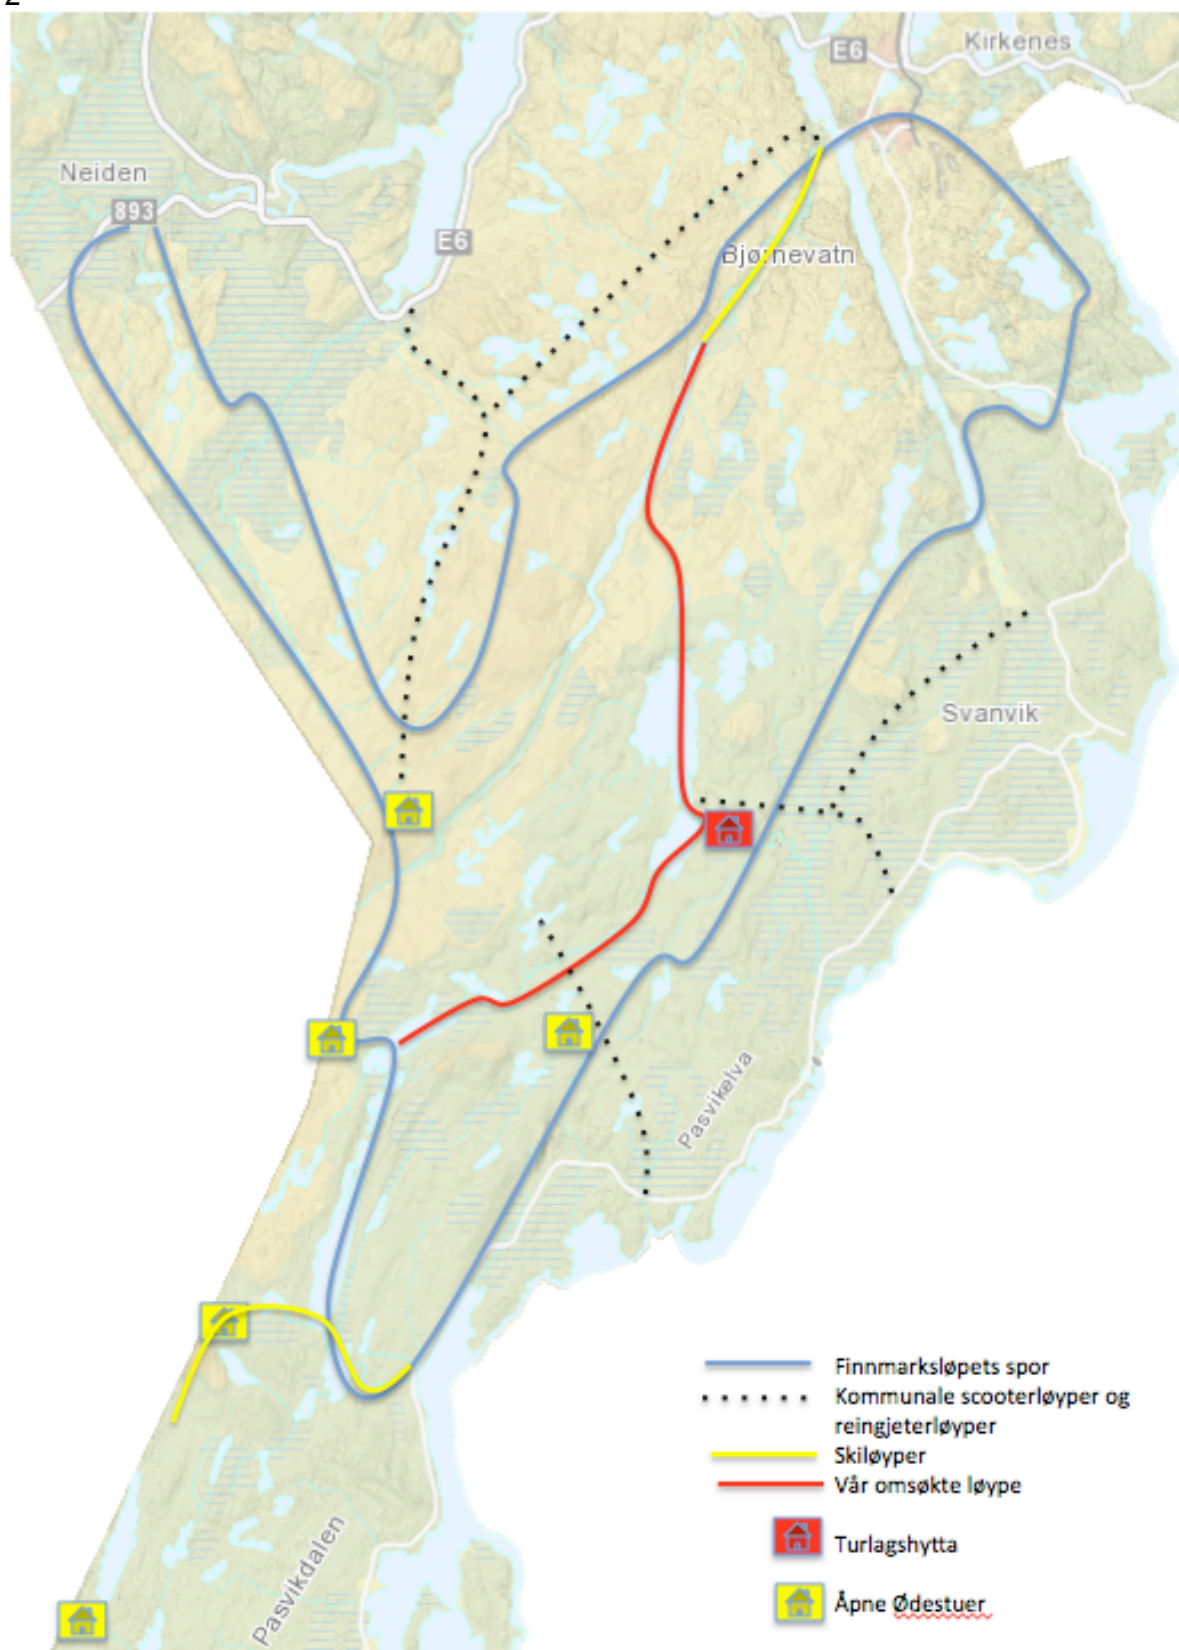 2
E6
Kirkenes
Neiden
893
E6
Bjørnevatn
Svanvik
Pasvikelva
Finnmarksløpets spor
Kommunale scooterløyper og
reingjeterløyper
Skiløyper
Vår omsøkte løype
Turlagshytta
Åpne Ødestuer
Pasvikdalen